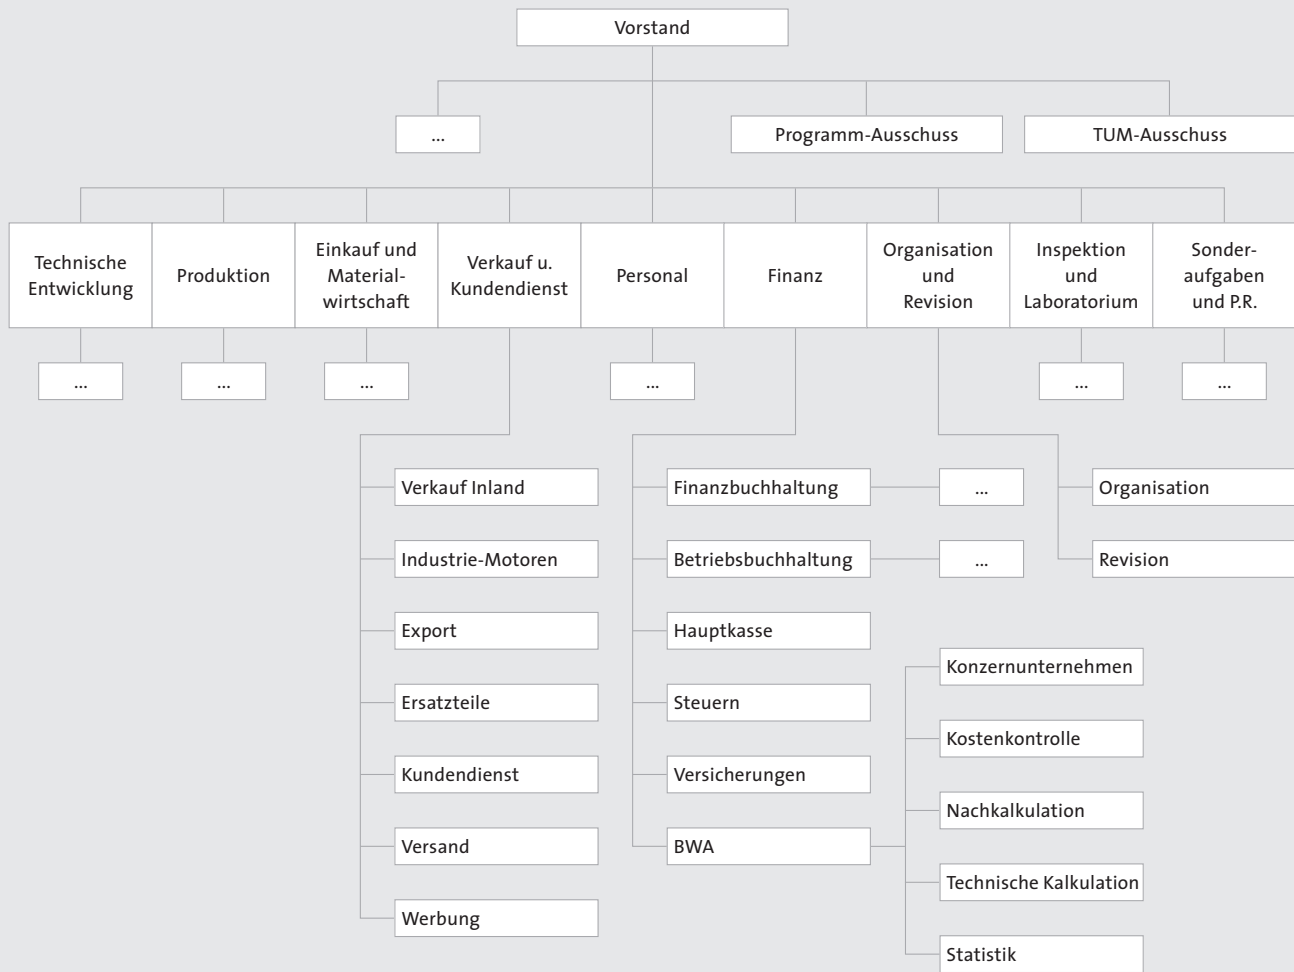 Vorstand
...
Programm-Ausschuss
TUM-Ausschuss
Technische
Entwicklung
Produktion
Einkauf und
Material-
wirtschaft
Verkauf u.
Kundendienst
Personal
Finanz
Organisation
und
Revision
Inspektion
und
Laboratorium
Sonder-
aufgaben
und P.R.
...
...
...
...
...
...
Verkauf Inland
Industrie-Motoren
Export
Ersatzteile
Kundendienst
Versand
Werbung
Finanzbuchhaltung
...
Betriebsbuchhaltung
...
Hauptkasse
Steuern
Versicherungen
BWA
Konzernunternehmen
Kostenkontrolle
Nachkalkulation
Technische Kalkulation
Statistik
Organisation
Revision